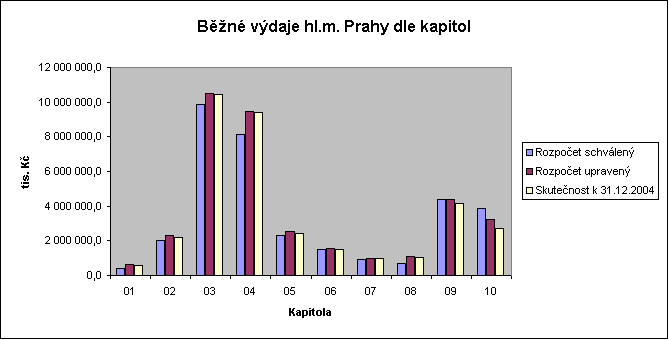 Běžné výdaje hl.m. Prahy dle kapitol
12 000 000,0
10 000 000,0
8 000 000,0
6 000 000,0
4 000 000,0
2 000 000,0
0,0
tis. Kč
01 02 03 04 05 06 07 08 09 10
Kapitola
Rozpočet schválený
Rozpočet upravený
Skutečnost k 31.12.2004